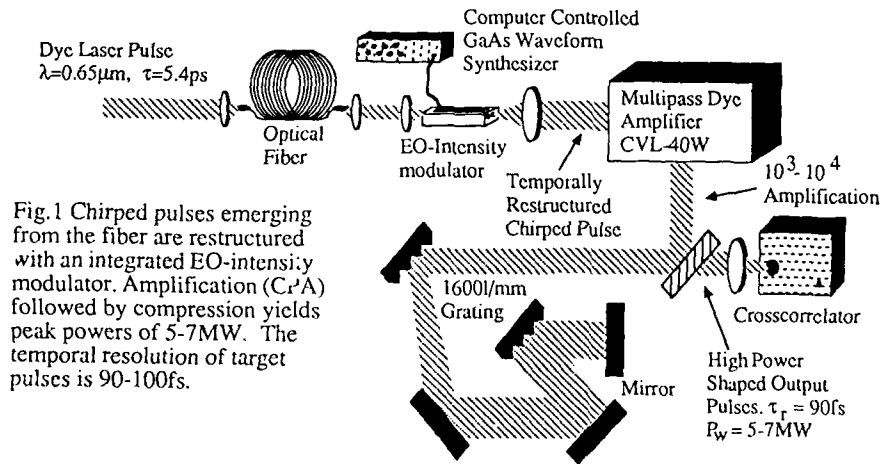 Dye Laser Pulse
λ=0.65μm, τ=5.4ps
Optical
Fiber
Computer Controlled
GaAs Waveform
Synthesizer
EO-Intensity
modulator
Temporally
Restructured
Chirped Pulse
Multipass Dye
Amplifier
CVL-40W
10³-10⁴
Amplification
Fig.1 Chirped pulses emerging
from the fiber are restructured
with an integrated EO-intensity
modulator. Amplification (CPA)
followed by compression yields
peak powers of 5-7MW. The
temporal resolution of target
pulses is 90-100fs.
1600l/mm
Grating
Mirror
Crosscorrelator
High Power
Shaped Output
Pulses. τr = 90fs
Pw = 5-7MW